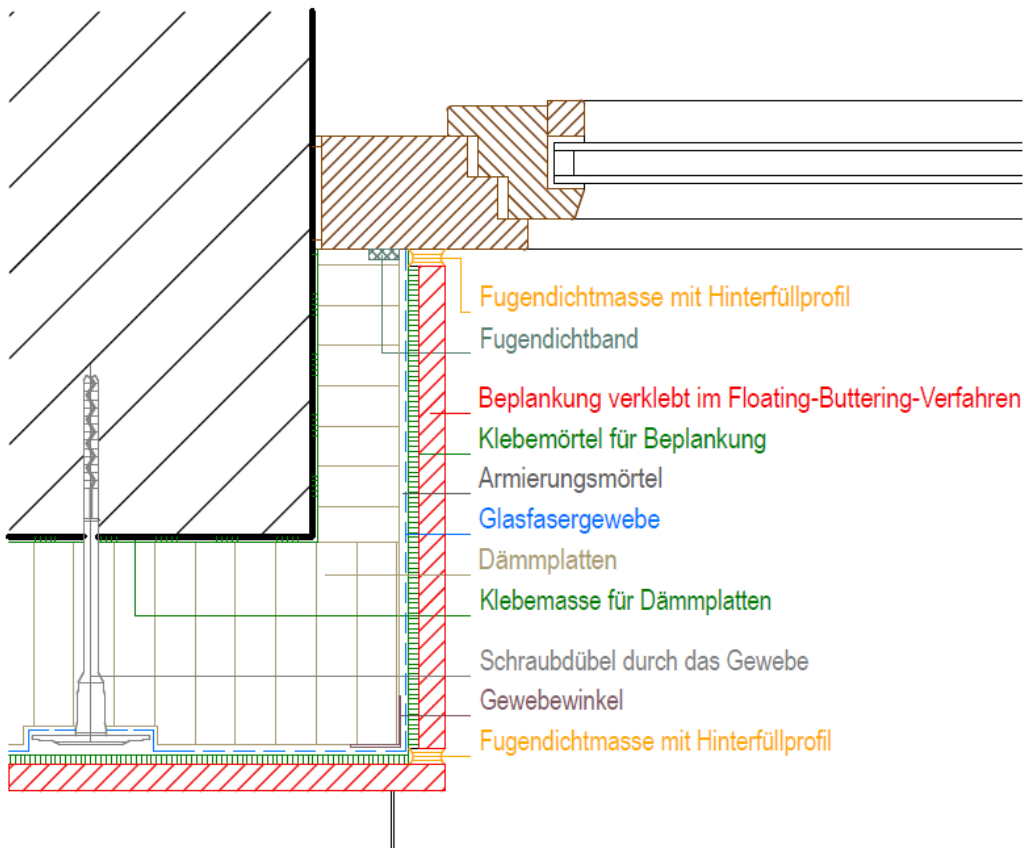 Fugendichtmasse mit Hinterfüllprofil
Fugendichtband
Beplankung verklebt im Floating-Buttering-Verfahren
Klebemörtel für Beplankung
Armierungsmörtel
Glasfasergewebe
Dämmplatten
Klebemasse für Dämmplatten
Schraubdübel durch das Gewebe
Gewebewinkel
Fugendichtmasse mit Hinterfüllprofil